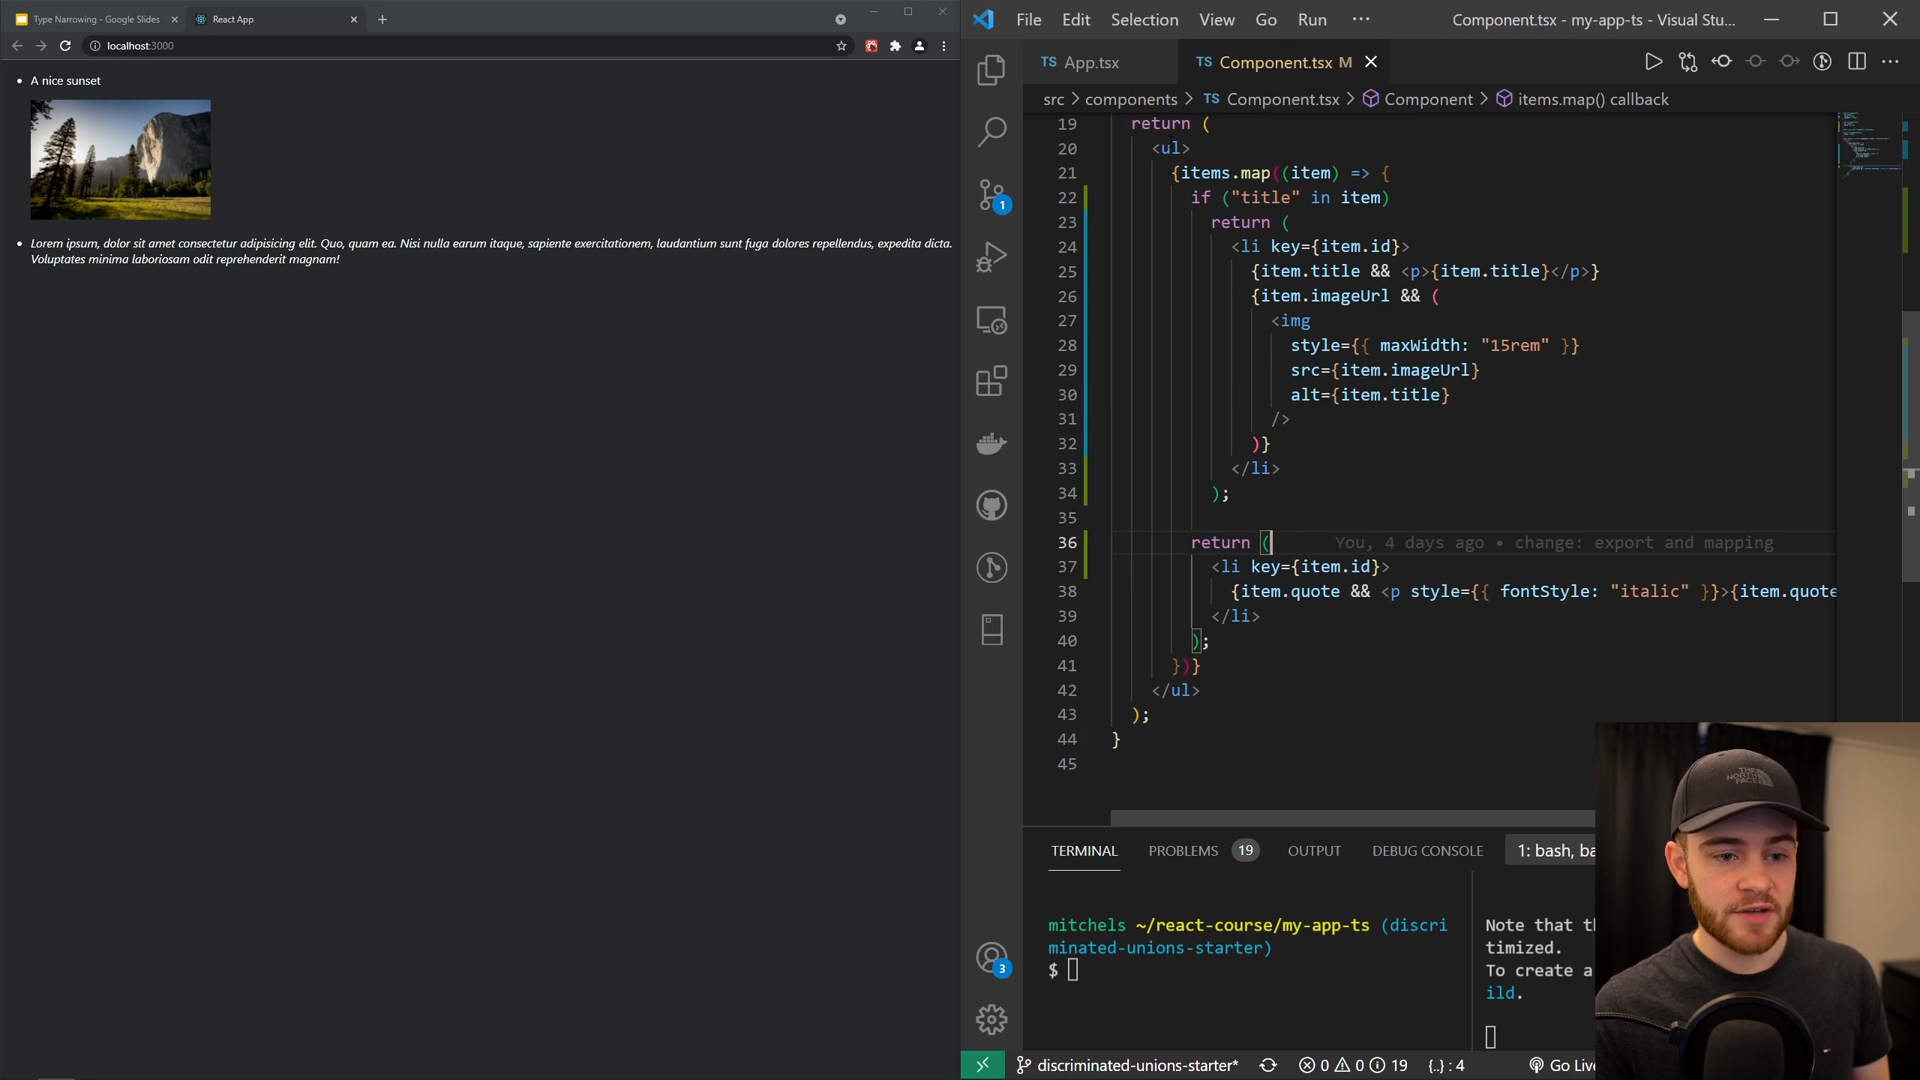 Type Narrowing - Google Slides
React App
localhost:3000
A nice sunset
Lorem ipsum, dolor sit amet consectetur adipisicing elit. Quo, quam ea. Nisi nulla earum itaque, sapiente exercitationem, laudantium sunt fuga dolores repellendus, expedita dicta.
Voluptates minima laboriosam odit reprehenderit magnam!
File Edit Selection View Go Run ···
Component.tsx - my-app-ts - Visual Stu...
TS App.tsx
TS Component.tsx M
src > components > TS Component.tsx > Component > items.map() callback
19 return (
20 <ul>
21 {items.map((item) => {
22 if ("title" in item)
23 return (
24 <li key={item.id}>
25 {item.title && <p>{item.title}</p>}
26 {item.imageUrl && (
27 <img
28 style={{ maxWidth: "15rem" }}
29 src={item.imageUrl}
30 alt={item.title}
31 />
32 )}
33 </li>
34 );
35
36 return ( You, 4 days ago • change: export and mapping
37 <li key={item.id}>
38 {item.quote && <p style={{ fontStyle: "italic" }}>{item.quote
39 </li>
40 );
41 })}
42 </ul>
43 );
44 }
45
1
3
TERMINAL PROBLEMS 19 OUTPUT DEBUG CONSOLE 1: bash, ba
mitchels ~/react-course/my-app-ts (discri
minated-unions-starter)
$
Note that th
timized.
To create a
ild.
THE NORTH FACE
discriminated-unions-starter* 0 0 19 {..} : 4 Go Live